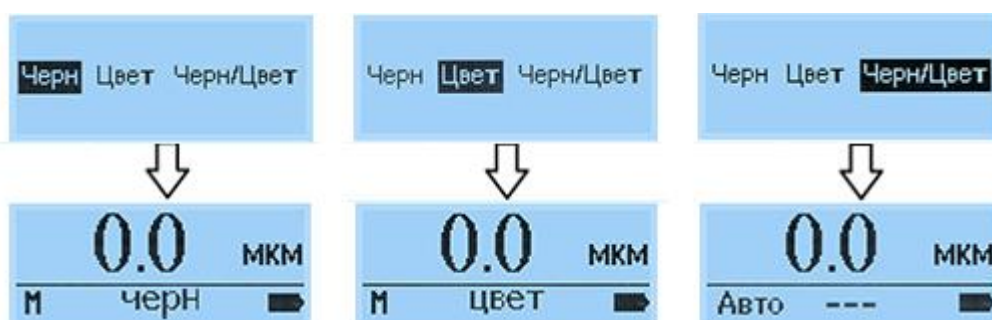 Черн Цвет Черн/Цвет
Черн Цвет Черн/Цвет
Черн Цвет Черн/Цвет
0.0 мкм
М черн
0.0 мкм
М цвет
0.0 мкм
Авто ---